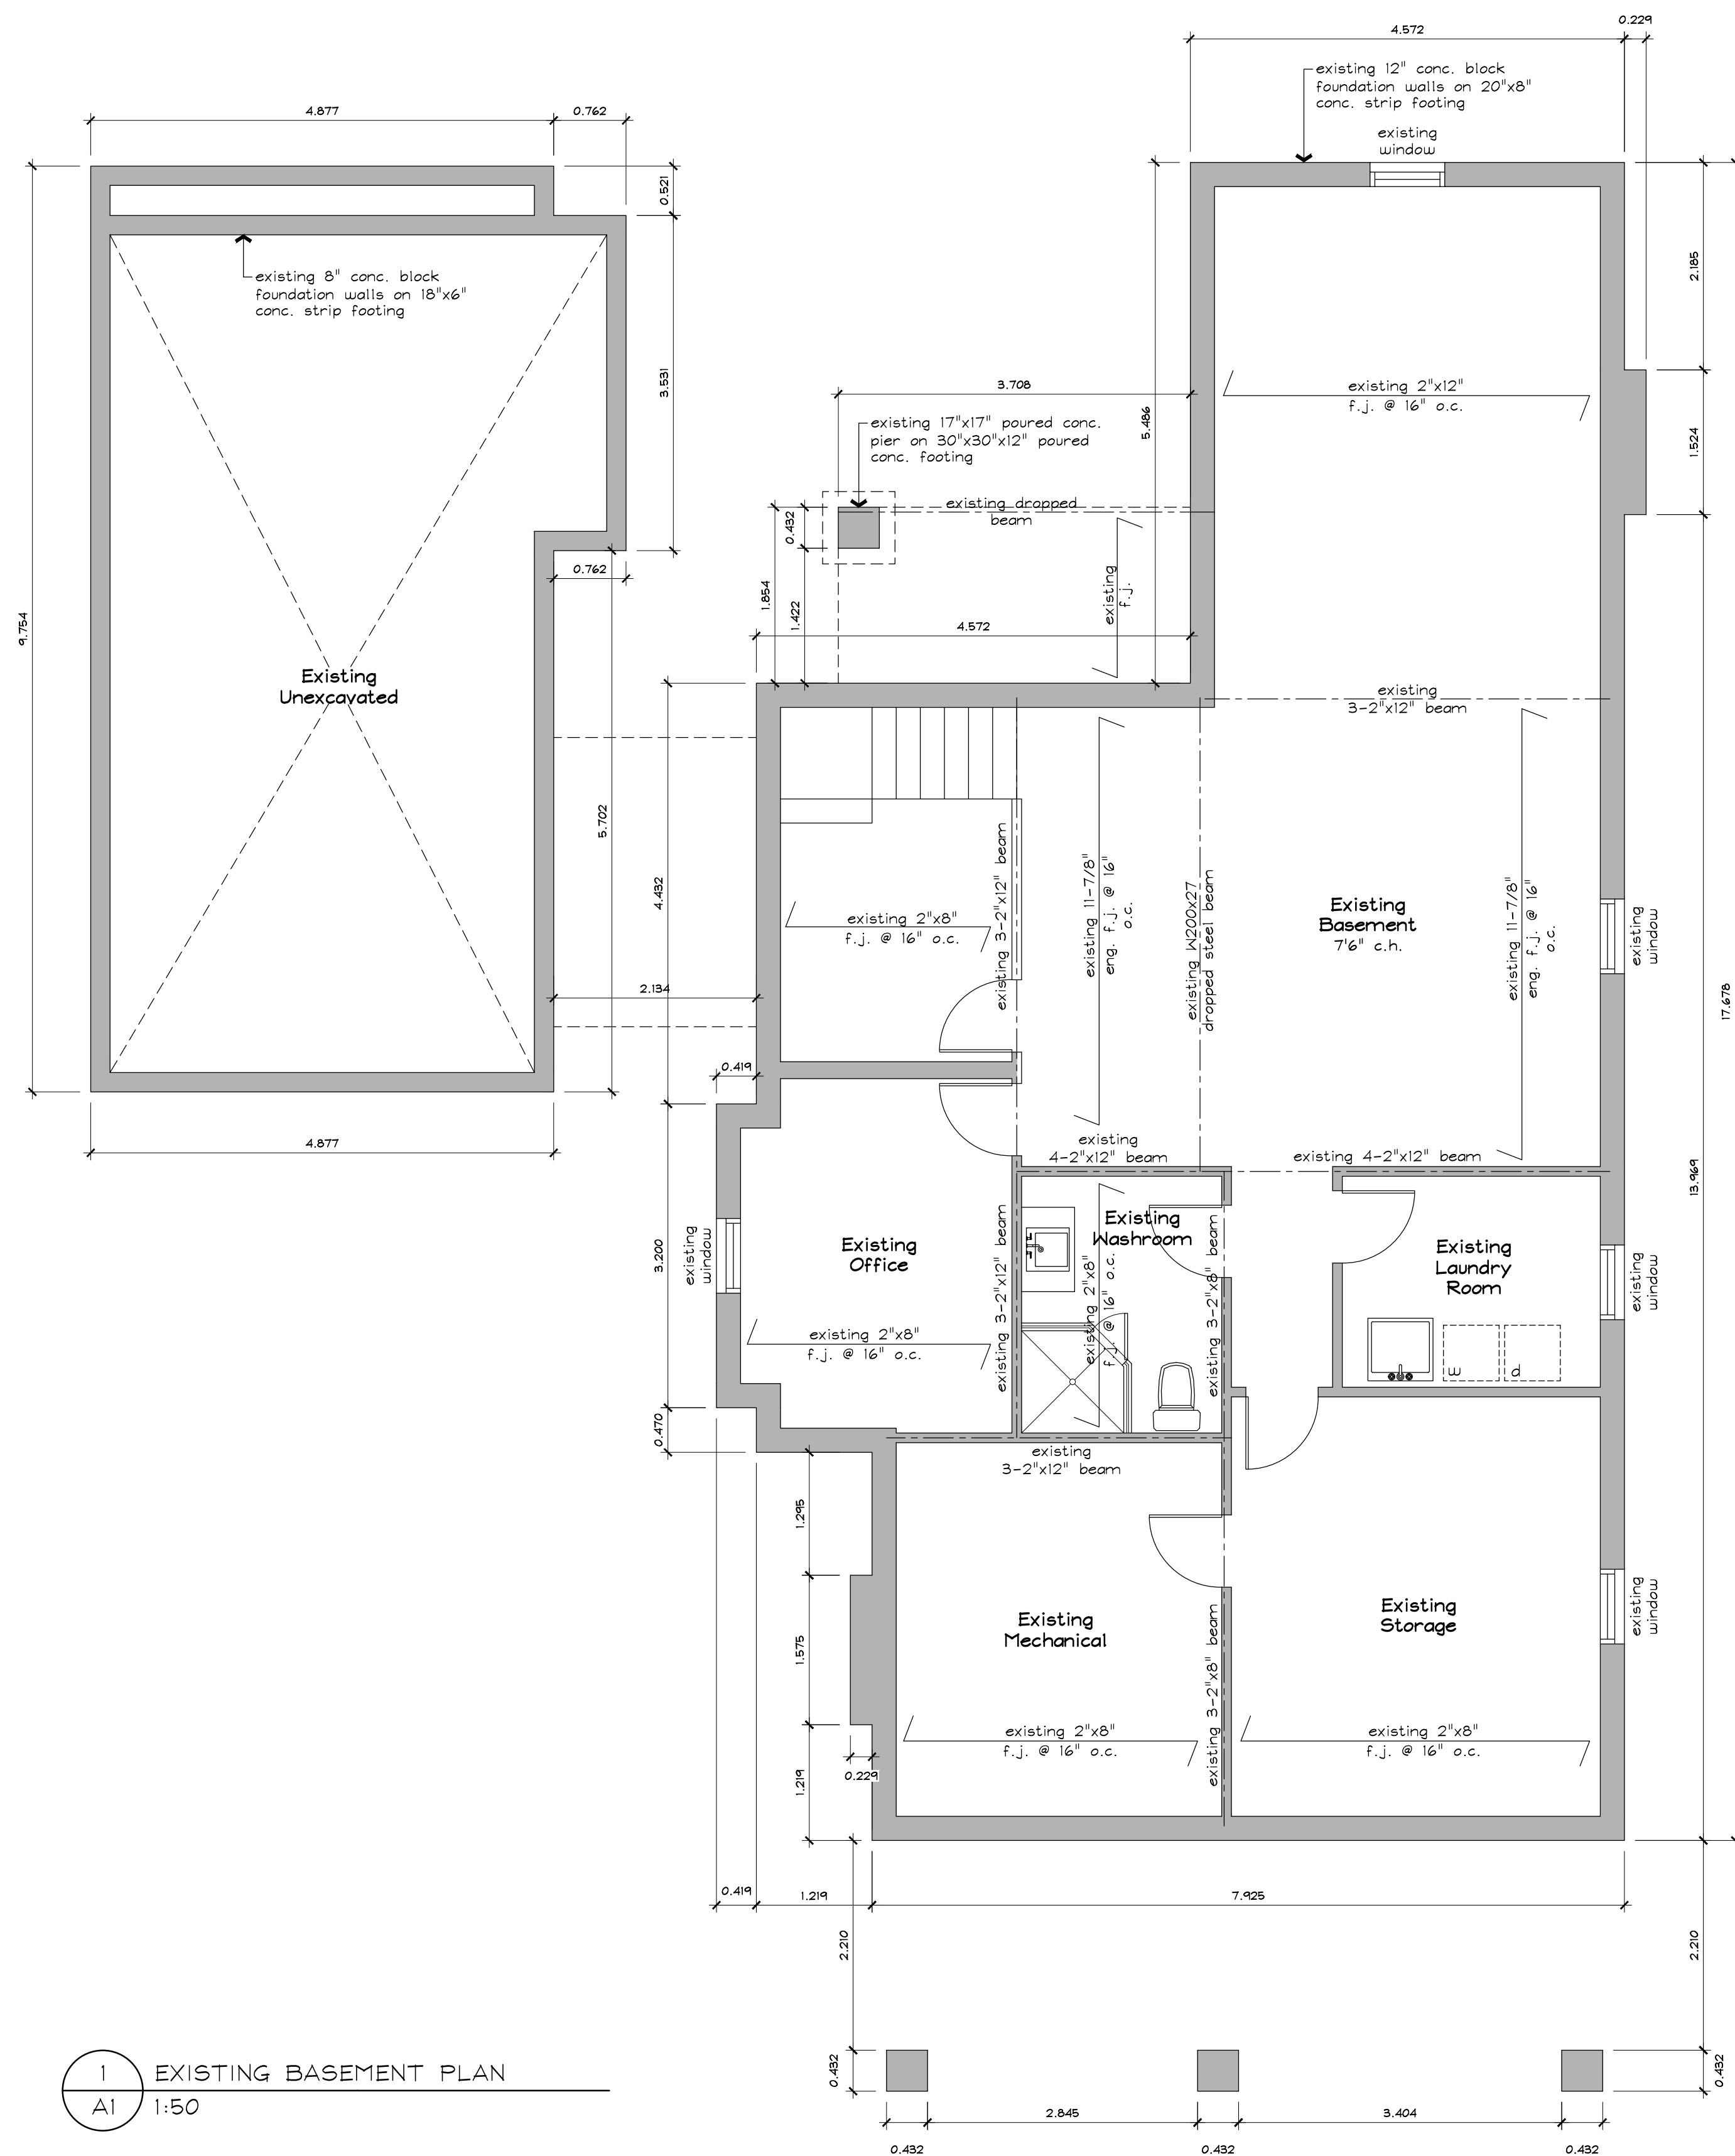 0.229
4.572
existing 12" conc. block
foundation walls on 20"x8"
conc. strip footing
4.877
0.762
existing
window
0.521
2.185
existing 8" conc. block
foundation walls on 18"x6"
conc. strip footing
3.531
3.708
existing 2"x12"
f.j. @ 16" o.c.
5.486
existing 17"x17" poured conc.
pier on 30"x30"x12" poured
conc. footing
1.524
existing dropped
beam
0.432
0.762
1.854
1.422
existing
f.j.
9.754
4.572
Existing
Unexcavated
existing
3-2"x12" beam
5.702
4.432
existing 2"x8"
f.j. @ 16" o.c.
existing 3-2"x12" beam
existing 11-7/8"
eng. f.j. @ 16"
o.c.
existing W200x27
dropped steel beam
Existing
Basement
7'6" c.h.
existing 11-7/8"
eng. f.j. @ 16"
o.c.
existing
window
2.134
17.678
0.419
4.877
existing
4-2"x12" beam
existing 4-2"x12" beam
13.969
3.200
existing
window
Existing
Office
existing 3-2"x12" beam
Existing
Washroom
existing 2"x8"
f.j. @ 16" o.c.
existing 3-2"x8" beam
Existing
Laundry
Room
existing
window
existing 2"x8"
f.j. @ 16" o.c.
w
d
0.470
existing
3-2"x12" beam
1.295
Existing
Mechanical
Existing
Storage
existing
window
1.575
existing 3-2"x8" beam
existing 2"x8"
f.j. @ 16" o.c.
existing 2"x8"
f.j. @ 16" o.c.
0.229
1.219
0.419
1.219
7.925
2.210
2.210
1
EXISTING BASEMENT PLAN
A1
1:50
0.432
0.432
2.845
3.404
0.432
0.432
0.432